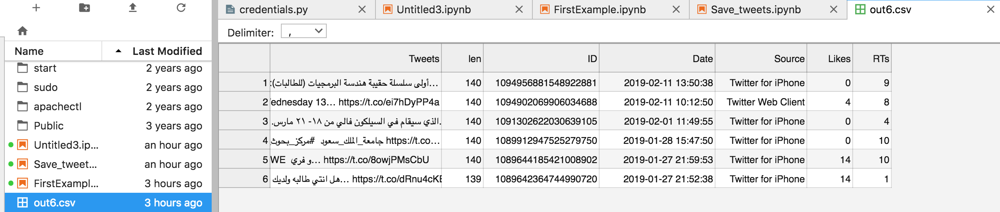 credentials.py
Untitled3.ipynb
FirstExample.ipynb
Save_tweets.ipynb
out6.csv
Delimiter: ,
Name Last Modified
start 2 years ago
sudo 2 years ago
apachectl 2 years ago
Public 3 years ago
Untitled3.ip... an hour ago
Save_tweet... an hour ago
FirstExampl... 3 hours ago
out6.csv 3 hours ago
Tweets len ID Date Source Likes RTs
1 أولى سلسلة حقيبة هندسة البرمجيات (للطالبات):... 140 1094956881548922881 2019-02-11 13:50:38 Twitter for iPhone 0 9
2 ednesday 13… https://t.co/ei7hDyPP4a 140 1094902069906034688 2019-02-11 10:12:50 Twitter Web Client 4 8
3 الذي سيقام في السيلكون فالي من ١٨- ٢١ مارس. 140 1091302622030639105 2019-02-01 11:49:55 Twitter for iPhone 0 4
4 جامعة_الملك_سعود #مركز_بحوث https://t.co… 140 1089912947525279750 2019-01-28 15:47:50 Twitter for iPhone 0 10
5 WE و فري… https://t.co/8owjPMsCbU 140 1089644185421008902 2019-01-27 21:59:53 Twitter for iPhone 14 10
6 هل انتي طالبه ولديك… https://t.co/dRnu4cK 139 1089642364744990720 2019-01-27 21:52:38 Twitter for iPhone 14 1